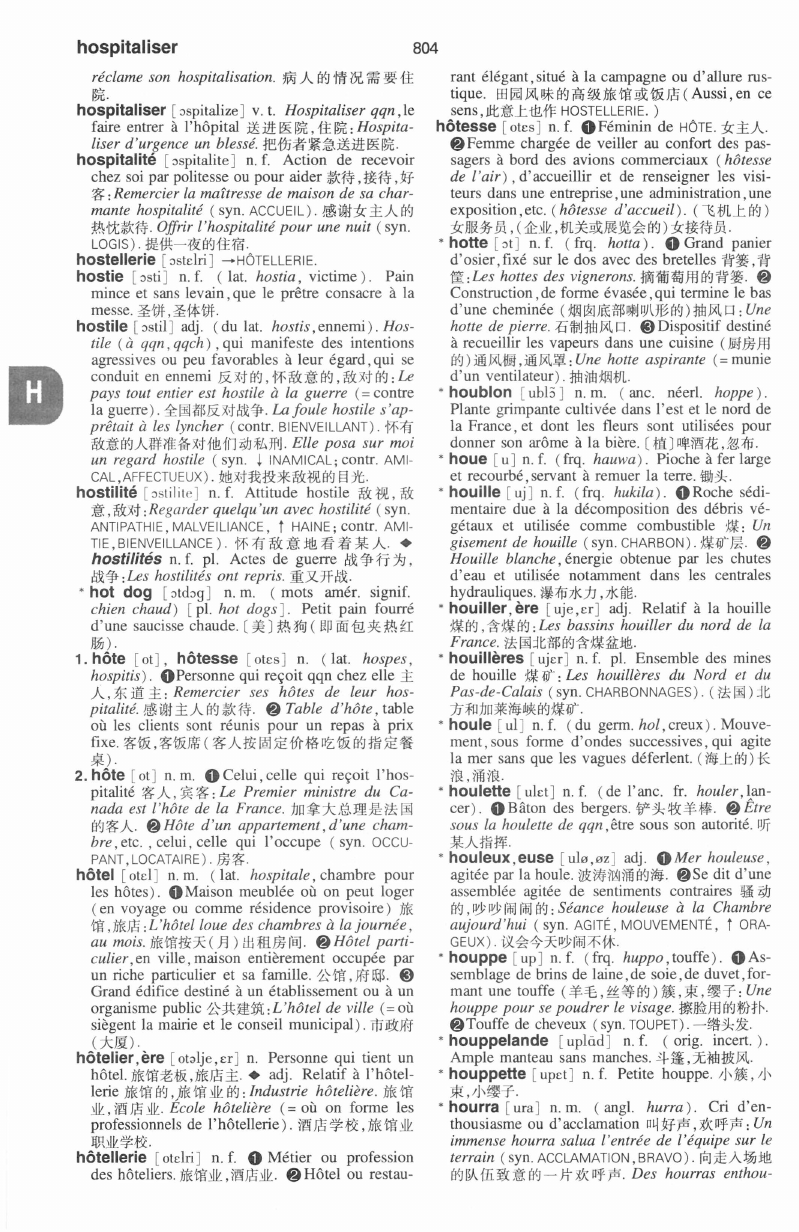 hospitaliser
804
réclame son hospitalisation. 病人的情况需要住
院.
hospitaliser [ɔspitalize] v. t. Hospitaliser qqn, le
faire entrer à l'hôpital 送进医院,住院: Hospita-
liser d'urgence un blessé. 把伤者紧急送进医院.
hospitalité [ɔspitalite] n. f. Action de recevoir
chez soi par politesse ou pour aider 款待,接待,好
客: Remercier la maîtresse de maison de sa char-
mante hospitalité (syn. ACCUEIL). 感谢女主人的
热忱款待. Offrir l'hospitalité pour une nuit (syn.
LOGIS). 提供一夜的住宿.
hostellerie [ɔstɛlri] →HÔTELLERIE.
hostie [ɔsti] n. f. (lat. hostia, victime). Pain
mince et sans levain, que le prêtre consacre à la
messe. 圣饼,圣体饼.
hostile [ɔstil] adj. (du lat. hostis, ennemi). Hos-
tile (à qqn, qqch), qui manifeste des intentions
agressives ou peu favorables à leur égard, qui se
conduit en ennemi 反对的,怀敌意的,敌对的: Le
pays tout entier est hostile à la guerre (= contre
la guerre). 全国都反对战争. La foule hostile s'ap-
prêtait à les lyncher (contr. BIENVEILLANT). 怀有
敌意的人群准备对他们动私刑. Elle posa sur moi
un regard hostile (syn. ↓ INAMICAL; contr. AMI-
CAL, AFFECTUEUX). 她对我投来敌视的目光.
hostilité [ɔstilite] n. f. Attitude hostile 敌视,敌
意,敌对: Regarder quelqu'un avec hostilité (syn.
ANTIPATHIE, MALVEILIANCE, ↑ HAINE; contr. AMI-
TIE, BIENVEILLANCE). 怀有敌意地看着某人. ◆
hostilités n. f. pl. Actes de guerre 战争行为,
战争: Les hostilités ont repris. 重又开战.
* hot dog [ɔtdɔg] n. m. (mots amér. signif.
chien chaud) [pl. hot dogs]. Petit pain fourré
d'une saucisse chaude. [美]热狗(即面包夹热红
肠).
1. hôte [ot], hôtesse [otɛs] n. (lat. hospes,
hospitis). ❶ Personne qui reçoit qqn chez elle 主
人,东道主: Remercier ses hôtes de leur hos-
pitalité. 感谢主人的款待. ❷ Table d'hôte, table
où les clients sont réunis pour un repas à prix
fixe. 客饭,客饭席(客人按固定价格吃饭的指定餐
桌).
2. hôte [ot] n. m. ❶ Celui, celle qui reçoit l'hos-
pitalité 客人,宾客: Le Premier ministre du Ca-
nada est l'hôte de la France. 加拿大总理是法国
的客人. ❷ Hôte d'un appartement, d'une cham-
bre, etc., celui, celle qui l'occupe (syn. OCCU-
PANT, LOCATAIRE). 房客.
hôtel [otɛl] n. m. (lat. hospitale, chambre pour
les hôtes). ❶ Maison meublée où on peut loger
(en voyage ou comme résidence provisoire) 旅
馆,旅店: L'hôtel loue des chambres à la journée,
au mois. 旅馆按天(月)出租房间. ❷ Hôtel parti-
culier, en ville, maison entièrement occupée par
un riche particulier et sa famille. 公馆,府邸. ❸
Grand édifice destiné à un établissement ou à un
organisme public 公共建筑: L'hôtel de ville (= où
siègent la mairie et le conseil municipal). 市政府
(大厦).
hôtelier, ère [otəlje, ɛr] n. Personne qui tient un
hôtel. 旅馆老板,旅店主. ◆ adj. Relatif à l'hôtel-
lerie 旅馆的,旅馆业的: Industrie hôtelière. 旅馆
业,酒店业. École hôtelière (= où on forme les
professionnels de l'hôtellerie). 酒店学校,旅馆业
职业学校.
hôtellerie [otɛlri] n. f. ❶ Métier ou profession
des hôteliers. 旅馆业,酒店业. ❷ Hôtel ou restau-
H
rant élégant, situé à la campagne ou d'allure rus-
tique. 田园风味的高级旅馆或饭店(Aussi, en ce
sens, 此意上也作 HOSTELLERIE.)
hôtesse [otɛs] n. f. ❶ Féminin de HÔTE. 女主人.
❷ Femme chargée de veiller au confort des pas-
sagers à bord des avions commerciaux (hôtesse
de l'air), d'accueillir et de renseigner les visi-
teurs dans une entreprise, une administration, une
exposition, etc. (hôtesse d'accueil). (飞机上的)
女服务员,(企业,机关或展览会的)女接待员.
* hotte [ɔt] n. f. (frq. hotta). ❶ Grand panier
d'osier, fixé sur le dos avec des bretelles 背篓,背
筐: Les hottes des vignerons. 摘葡萄用的背篓. ❷
Construction, de forme évasée, qui termine le bas
d'une cheminée (烟囱底部喇叭形的)抽风口: Une
hotte de pierre. 石制抽风口. ❸ Dispositif destiné
à recueillir les vapeurs dans une cuisine (厨房用
的)通风橱,通风罩: Une hotte aspirante (= munie
d'un ventilateur). 抽油烟机.
* houblon [ublɔ̃] n. m. (anc. néerl. hoppe).
Plante grimpante cultivée dans l'est et le nord de
la France, et dont les fleurs sont utilisées pour
donner son arôme à la bière. [植]啤酒花,忽布.
* houe [u] n. f. (frq. hauwa). Pioche à fer large
et recourbé, servant à remuer la terre. 锄头.
* houille [uj] n. f. (frq. hukila). ❶ Roche sédi-
mentaire due à la décomposition des débris vé-
gétaux et utilisée comme combustible 煤: Un
gisement de houille (syn. CHARBON). 煤矿层. ❷
Houille blanche, énergie obtenue par les chutes
d'eau et utilisée notamment dans les centrales
hydrauliques. 瀑布水力,水能.
* houiller, ère [uje, ɛr] adj. Relatif à la houille
煤的,含煤的: Les bassins houiller du nord de la
France. 法国北部的含煤盆地.
* houillères [ujɛr] n. f. pl. Ensemble des mines
de houille 煤矿: Les houillères du Nord et du
Pas-de-Calais (syn. CHARBONNAGES). (法国)北
方和加莱海峡的煤矿.
* houle [ul] n. f. (du germ. hol, creux). Mouve-
ment, sous forme d'ondes successives, qui agite
la mer sans que les vagues déferlent. (海上的)长
浪,涌浪.
* houlette [ulɛt] n. f. (de l'anc. fr. houler, lan-
cer). ❶ Bâton des bergers. 铲头牧羊棒. ❷ Être
sous la houlette de qqn, être sous son autorité. 听
某人指挥.
* houleux, euse [ulø, øz] adj. ❶ Mer houleuse,
agitée par la houle. 波涛汹涌的海. ❷ Se dit d'une
assemblée agitée de sentiments contraires 骚动
的,吵吵闹闹的: Séance houleuse à la Chambre
aujourd'hui (syn. AGITÉ, MOUVEMENTÉ, ↑ ORA-
GEUX). 议会今天吵闹不休.
* houppe [up] n. f. (frq. huppo, touffe). ❶ As-
semblage de brins de laine, de soie, de duvet, for-
mant une touffe (羊毛,丝等的)簇,束,缨子: Une
houppe pour se poudrer le visage. 擦脸用的粉扑.
❷ Touffe de cheveux (syn. TOUPET). 一绺头发.
* houppelande [uplɑ̃d] n. f. (orig. incert.).
Ample manteau sans manches. 斗篷,无袖披风.
* houppette [upɛt] n. f. Petite houppe. 小簇,小
束,小缨子.
* hourra [ura] n. m. (angl. hurra). Cri d'en-
thousiasme ou d'acclamation 叫好声,欢呼声: Un
immense hourra salua l'entrée de l'équipe sur le
terrain (syn. ACCLAMATION, BRAVO). 向走入场地
的队伍致意的一片欢呼声. Des hourras enthou-